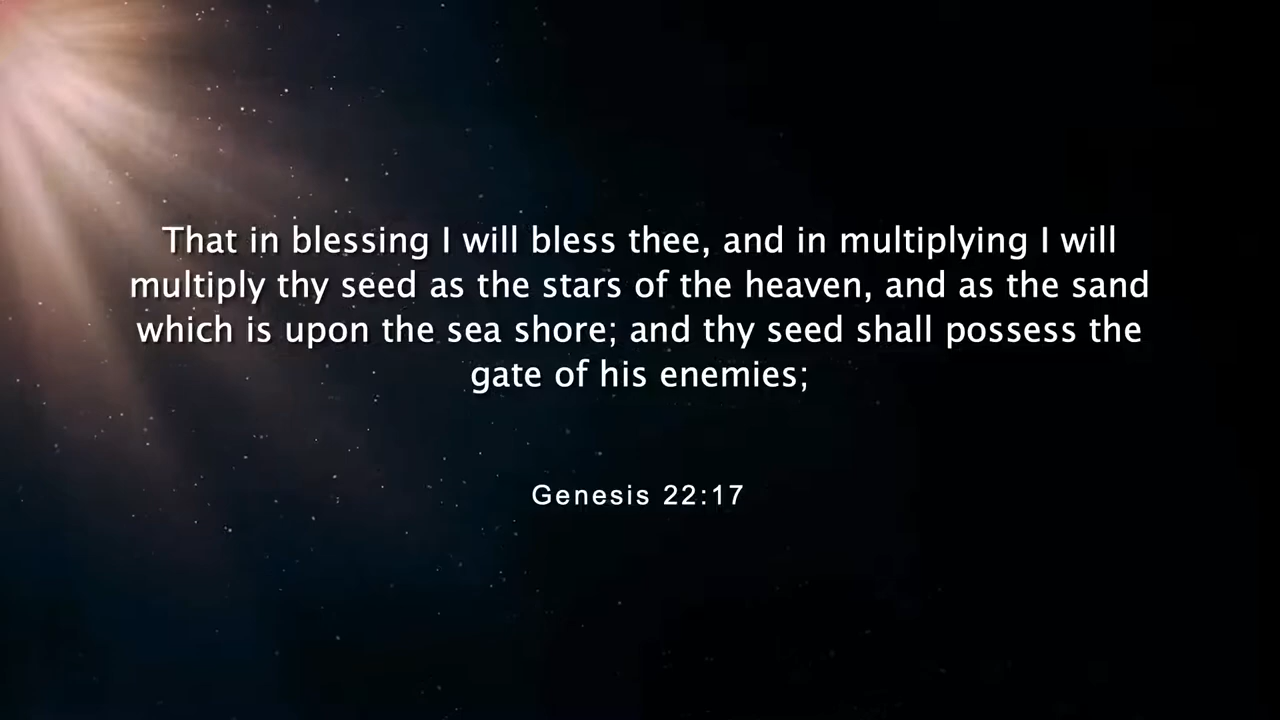 That in blessing I will bless thee, and in multiplying I will
multiply thy seed as the stars of the heaven, and as the sand
which is upon the sea shore; and thy seed shall possess the
gate of his enemies;
Genesis 22:17